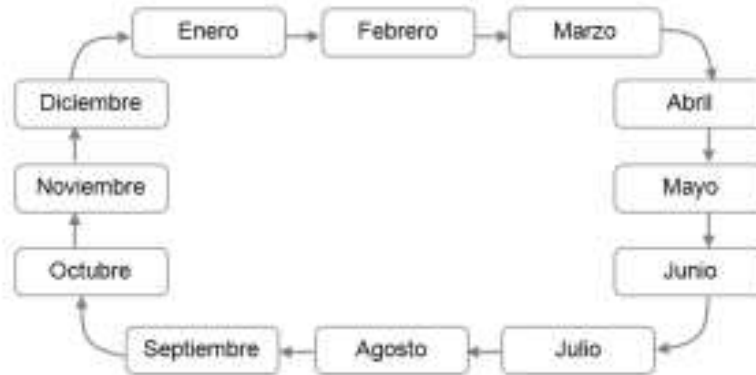 Enero
Febrero
Marzo
Abril
Mayo
Junio
Julio
Agosto
Septiembre
Octubre
Noviembre
Diciembre